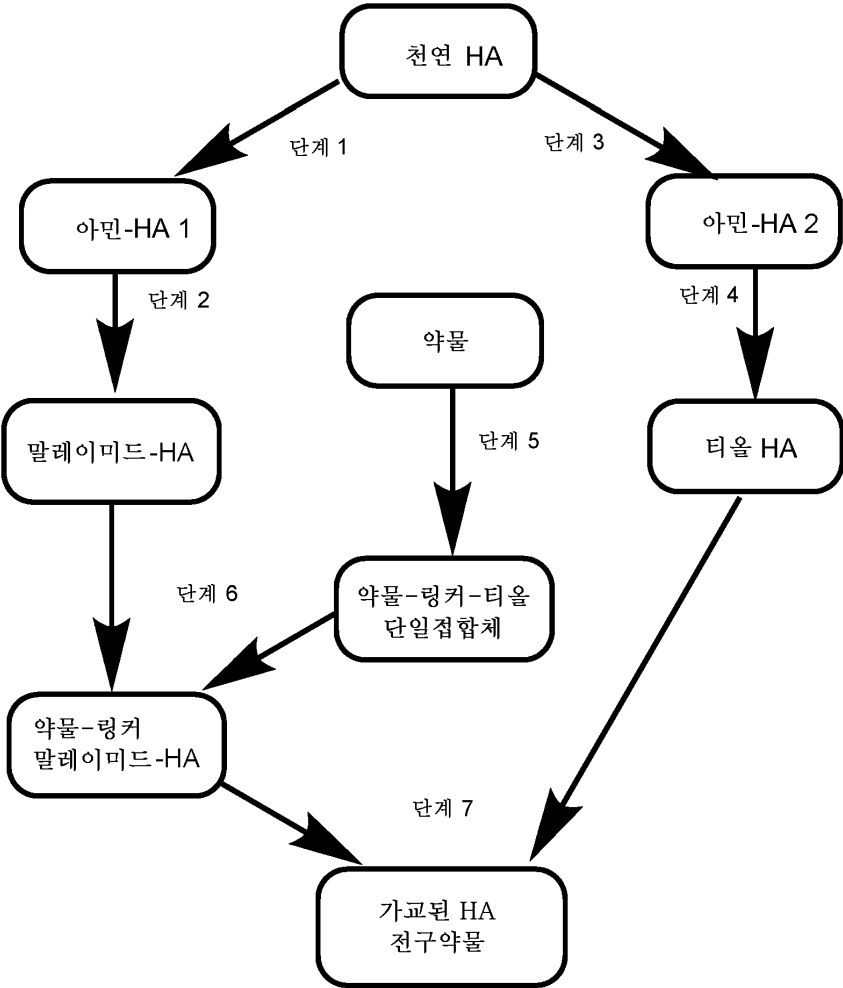 천연 HA
단계 1
단계 3
아민-HA 1
아민-HA 2
단계 2
단계 4
약물
말레이미드-HA
단계 5
티올 HA
단계 6
약물-링커-티올
단일접합체
약물-링커
말레이미드-HA
단계 7
가교된 HA
전구약물